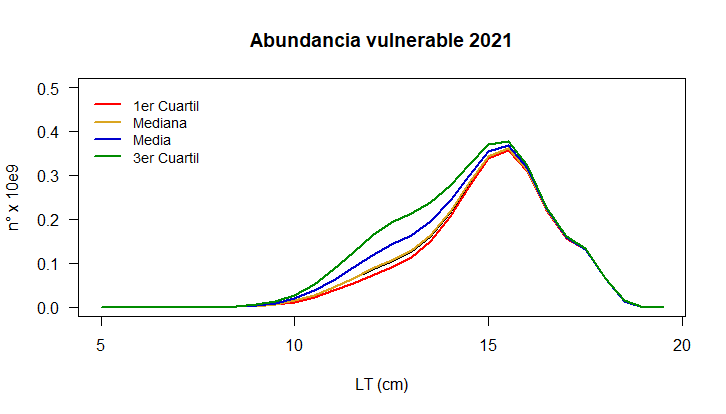 Abundancia vulnerable 2021
n° x 10e9
0.5
0.4
0.3
0.2
0.1
0.0
1er Cuartil
Mediana
Media
3er Cuartil
5
10
15
20
LT (cm)